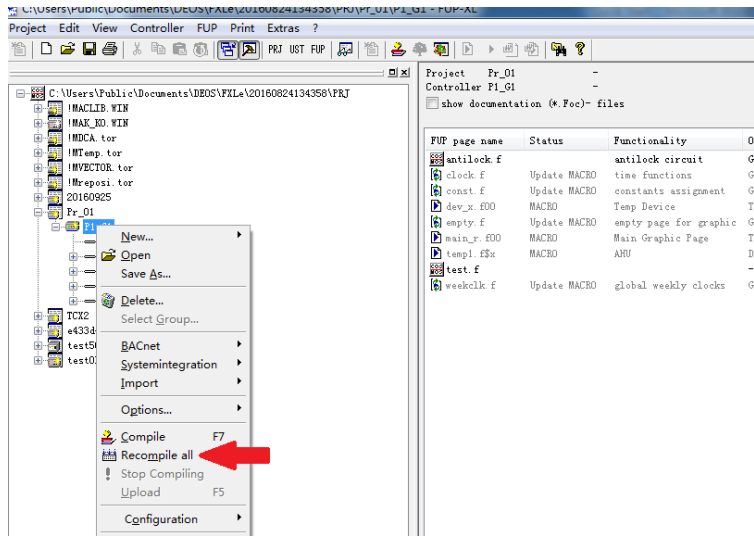 C:\Users\Public\Documents\DEOS\FXLe\20160824134358\PRJ\Pr_01\P1_G1 - FUP-XL
Project Edit View Controller FUP Print Extras ?
PRJ UST FUP
C:\Users\Public\Documents\DEOS\FXLe\20160824134358\PRJ
!MACLIB.WIN
!MAK_KO.WIN
!MDCA.tor
!MTemp.tor
!MVECTOR.tor
!Mreposi.tor
20160925
Pr_01
P1_G1
TCX2
e433d
test50
test0
New...
Open
Save As...
Delete...
Select Group...
BACnet
Systemintegration
Import
Options...
Compile F7
Recompile all
Stop Compiling
Upload F5
Configuration
Project Pr_01 -
Controller P1_G1 -
show documentation (*.Foc)- files
FUP page name Status Functionality O
antilock.f antilock circuit G
clock.f Update MACRO time functions G
const.f Update MACRO constants assignment G
dev_x.f00 MACRO Temp Device T
empty.f Update MACRO empty page for graphic G
main_r.f00 MACRO Main Graphic Page T
temp1.f$x MACRO AHU D
test.f -
weekclk.f Update MACRO global weekly clocks G